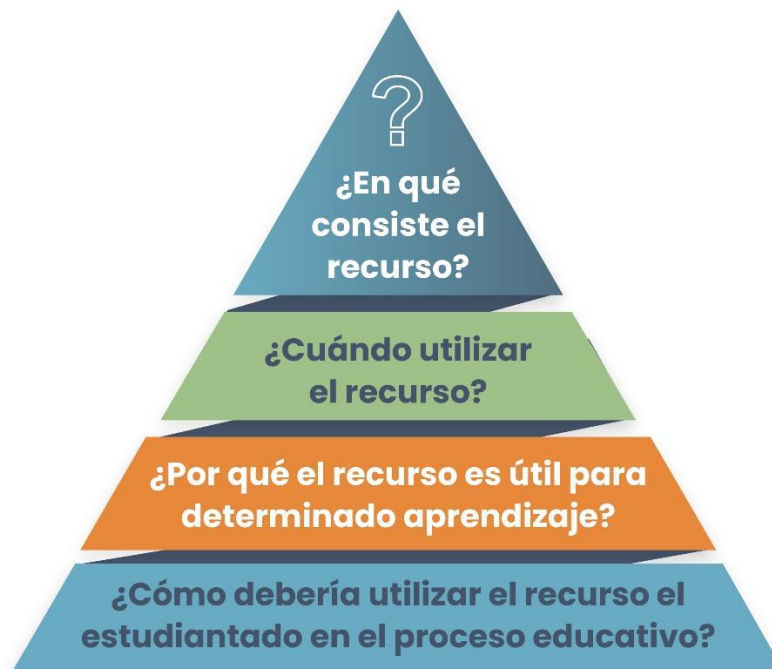 ?
¿En qué
consiste el
recurso?
¿Cuándo utilizar
el recurso?
¿Por qué el recurso es útil para
determinado aprendizaje?
¿Cómo debería utilizar el recurso el
estudiantado en el proceso educativo?